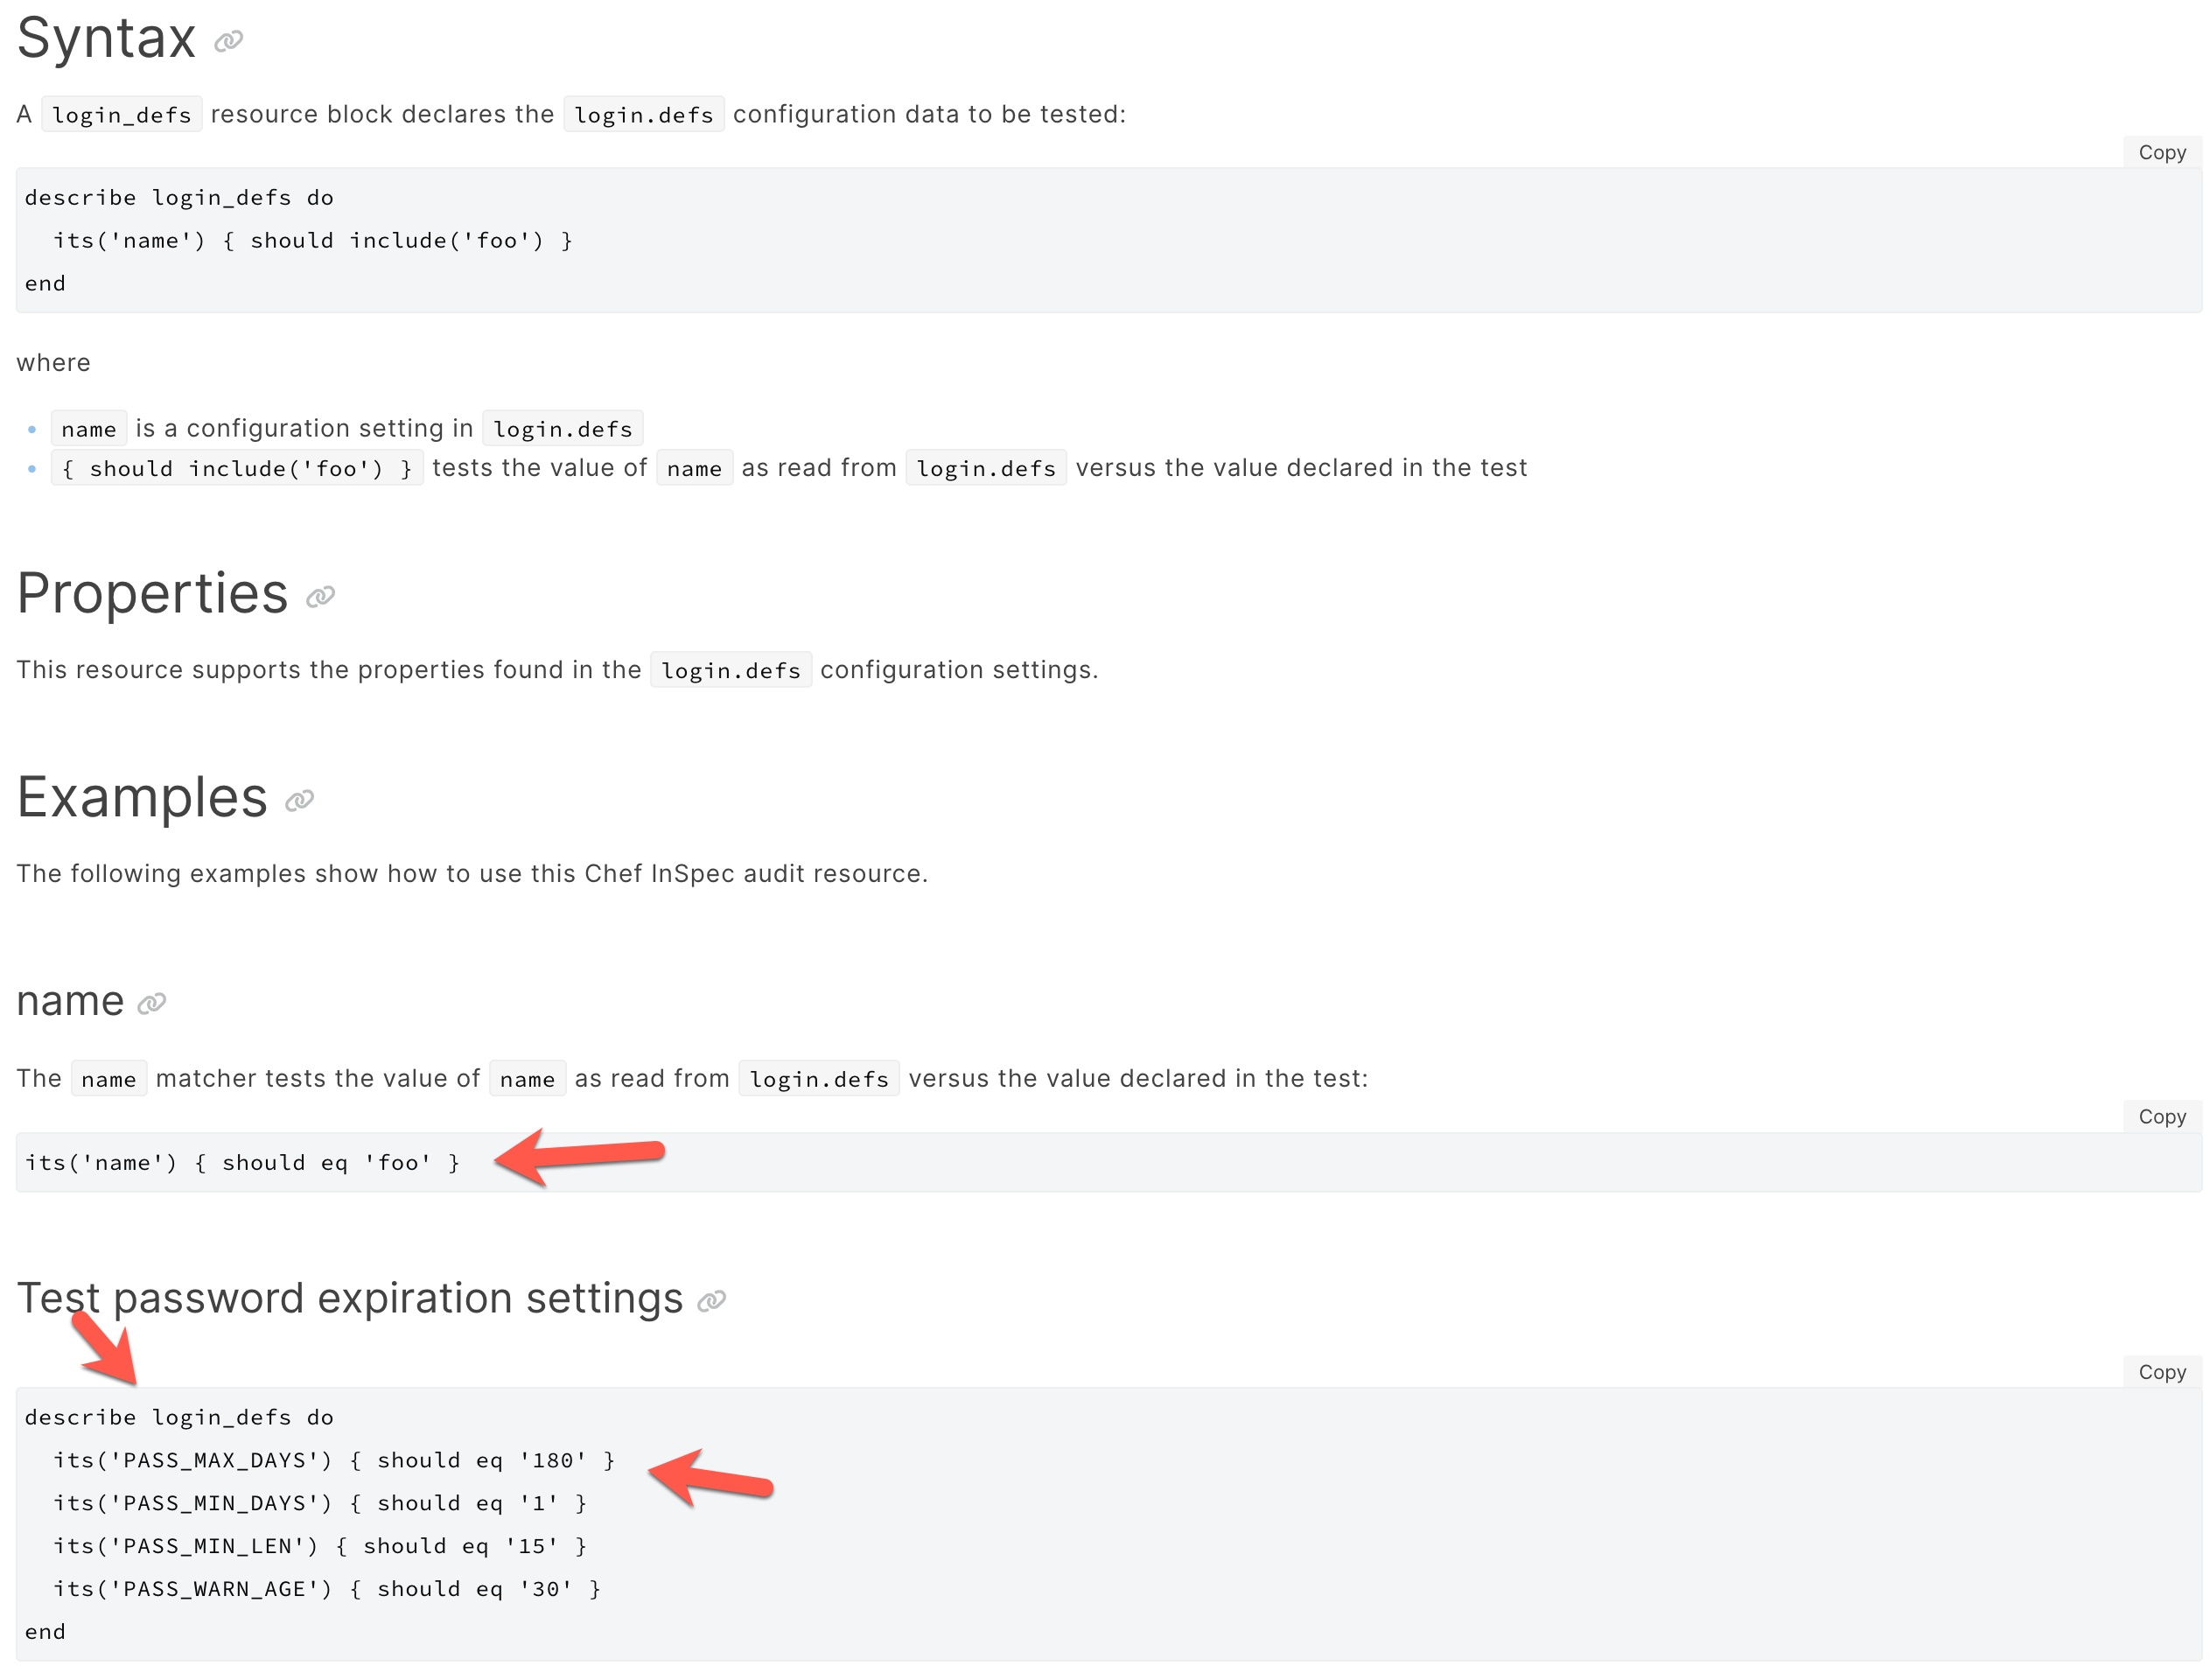 Syntax
A login_defs resource block declares the login.defs configuration data to be tested:
Copy
describe login_defs do
  its('name') { should include('foo') }
end
where
name is a configuration setting in login.defs
{ should include('foo') } tests the value of name as read from login.defs versus the value declared in the test
Properties
This resource supports the properties found in the login.defs configuration settings.
Examples
The following examples show how to use this Chef InSpec audit resource.
name
The name matcher tests the value of name as read from login.defs versus the value declared in the test:
Copy
its('name') { should eq 'foo' }
Test password expiration settings
Copy
describe login_defs do
  its('PASS_MAX_DAYS') { should eq '180' }
  its('PASS_MIN_DAYS') { should eq '1' }
  its('PASS_MIN_LEN') { should eq '15' }
  its('PASS_WARN_AGE') { should eq '30' }
end